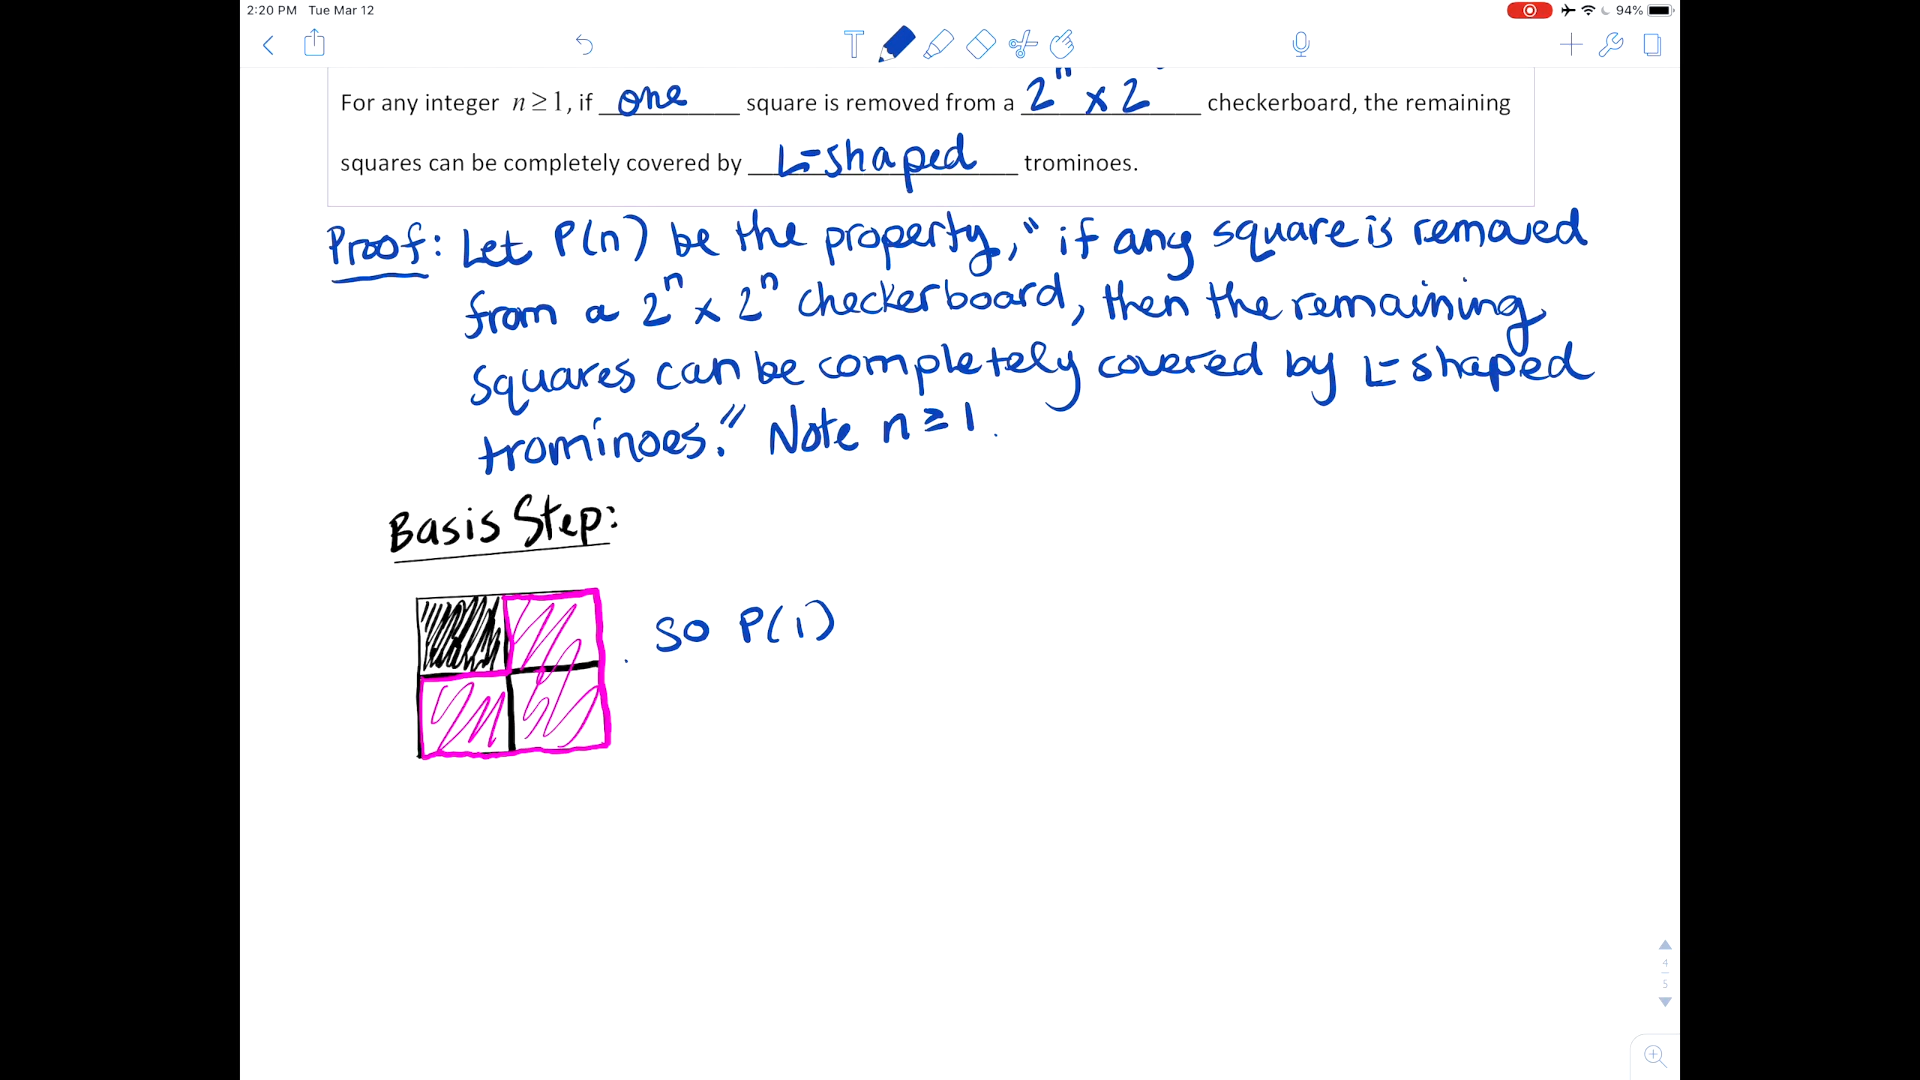 2:20 PM Tue Mar 12
94%
T
For any integer n ≥ 1, if one square is removed from a 2ⁿ x 2 checkerboard, the remaining
squares can be completely covered by L-shaped trominoes.
Proof: Let P(n) be the property, "if any square is removed
from a 2ⁿ x 2ⁿ checkerboard, then the remaining
squares can be completely covered by L-shaped
trominoes." Note n ≥ 1.
Basis Step:
so P(1)
4
5